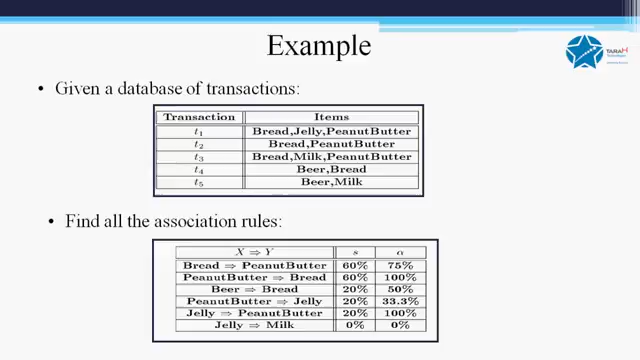 Example
TARAH
Technologies
• Given a database of transactions:
Transaction Items
t1 Bread,Jelly,PeanutButter
t2 Bread,PeanutButter
t3 Bread,Milk,PeanutButter
t4 Beer,Bread
t5 Beer,Milk
• Find all the association rules:
X ⇒ Y s α
Bread ⇒ PeanutButter 60% 75%
PeanutButter ⇒ Bread 60% 100%
Beer ⇒ Bread 20% 50%
PeanutButter ⇒ Jelly 20% 33.3%
Jelly ⇒ PeanutButter 20% 100%
Jelly ⇒ Milk 0% 0%